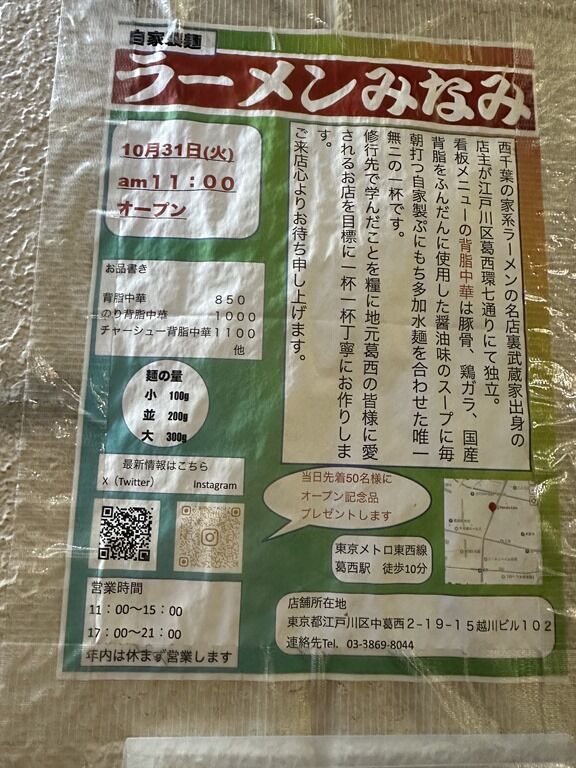 自家製麺
ラーメンみなみ
10月31日(火)
am11：00
オープン
西千葉の家系ラーメンの名店裏武蔵家出身の
店主が江戸川区葛西環七通りにて独立。
看板メニューの背脂中華は豚骨、鶏ガラ、国産
背脂をふんだんに使用した醤油味のスープに毎
朝打つ自家製ぷにもち多加水麺を合わせた唯一
無二の一杯です。
修行先で学んだことを糧に地元葛西の皆様に愛
されるお店を目標に一杯一杯丁寧にお作りしま
す。
ご来店心よりお待ち申し上げます。
お品書き
背脂中華 850
のり背脂中華 1000
チャーシュー背脂中華1100
他
麺の量
小 100g
並 200g
大 300g
最新情報はこちら
X（Twitter） Instagram
当日先着50名様に
オープン記念品
プレゼントします
東京メトロ東西線
葛西駅 徒歩10分
営業時間
11：00〜15：00
17：00〜21：00
年内は休まず営業します
店舗所在地
東京都江戸川区中葛西2-19-15越川ビル102
連絡先Tel. 03-3869-8044